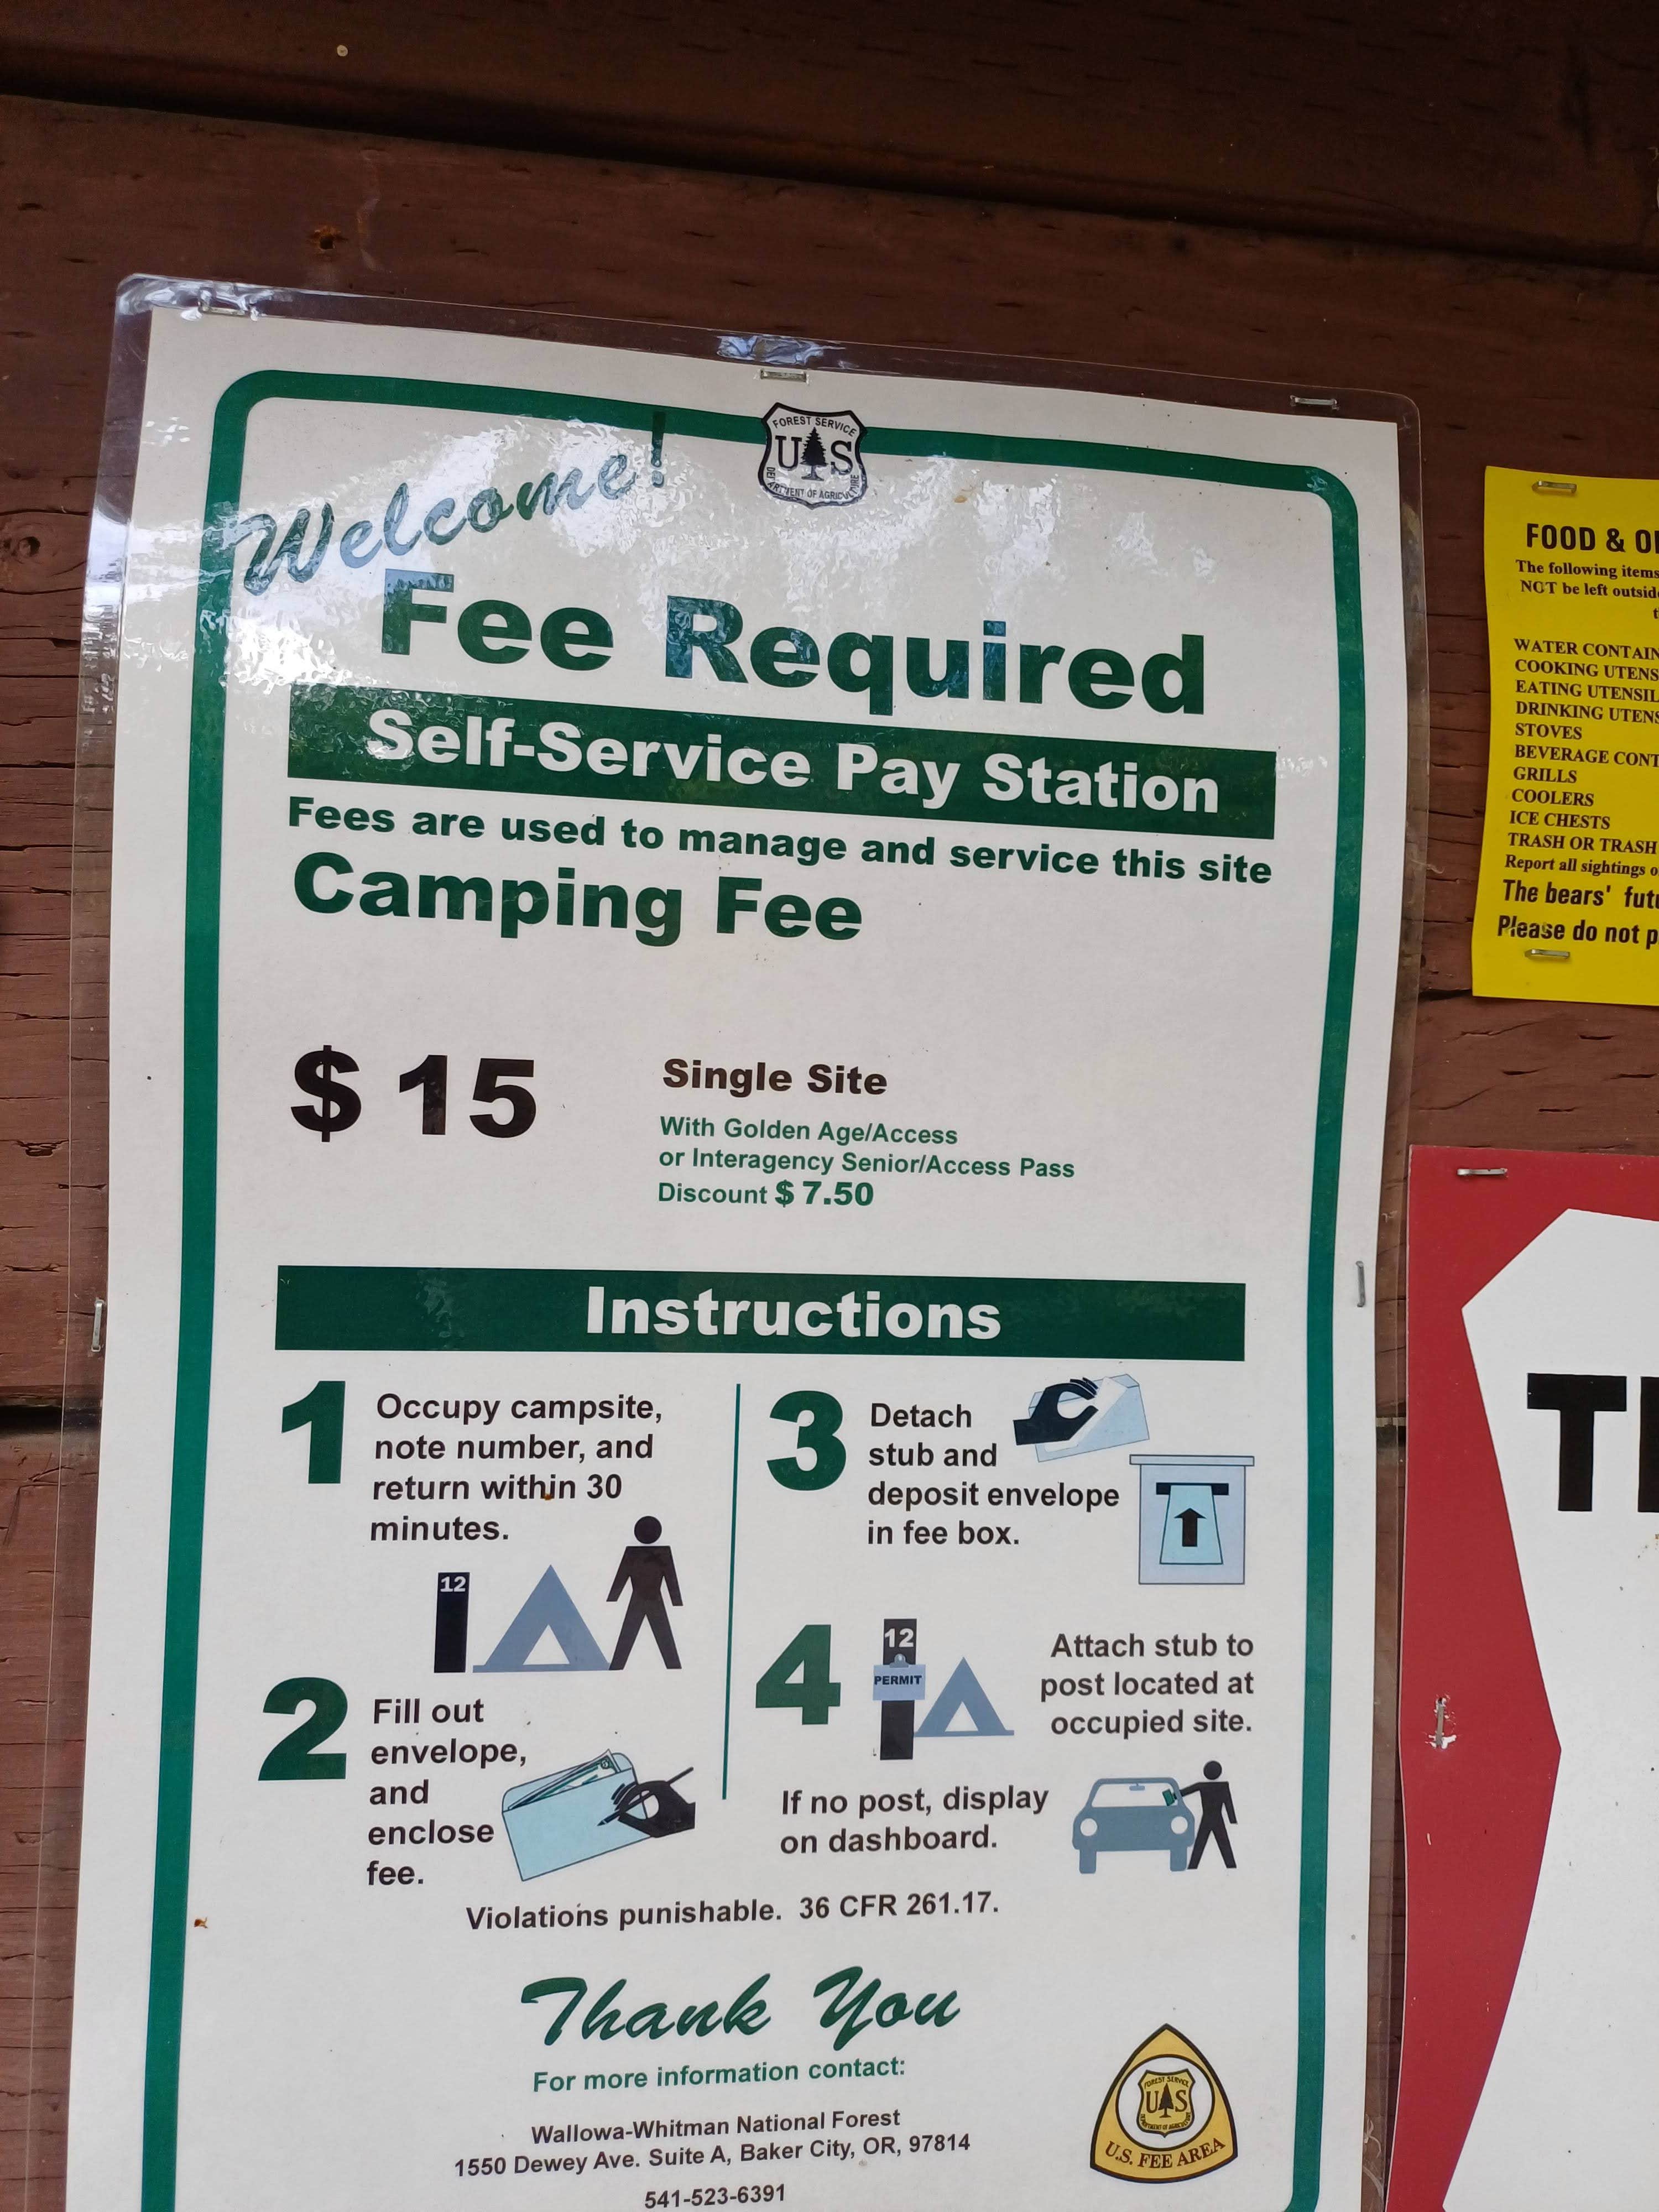 FOREST SERVICE
U S
DEPARTMENT OF AGRICULTURE
Welcome!
Fee Required
Self-Service Pay Station
Fees are used to manage and service this site
Camping Fee
$ 15
Single Site
With Golden Age/Access
or Interagency Senior/Access Pass
Discount $ 7.50
Instructions
1
Occupy campsite,
note number, and
return within 30
minutes.
12
2
Fill out
envelope,
and
enclose
fee.
3
Detach
stub and
deposit envelope
in fee box.
4
12
PERMIT
Attach stub to
post located at
occupied site.
If no post, display
on dashboard.
Violations punishable. 36 CFR 261.17.
Thank You
For more information contact:
Wallowa-Whitman National Forest
1550 Dewey Ave. Suite A, Baker City, OR, 97814
541-523-6391
FOREST SERVICE
U S
DEPARTMENT OF AGRICULTURE
U.S. FEE AREA
FOOD &
The following items
NOT be left
WATER
COOKING
EATING
DRINKING
STOVES
BEVERAGE
GRILLS
COOLERS
ICE CHESTS
TRASH OR TRASH
Report all sightings
The bears'
Please do not